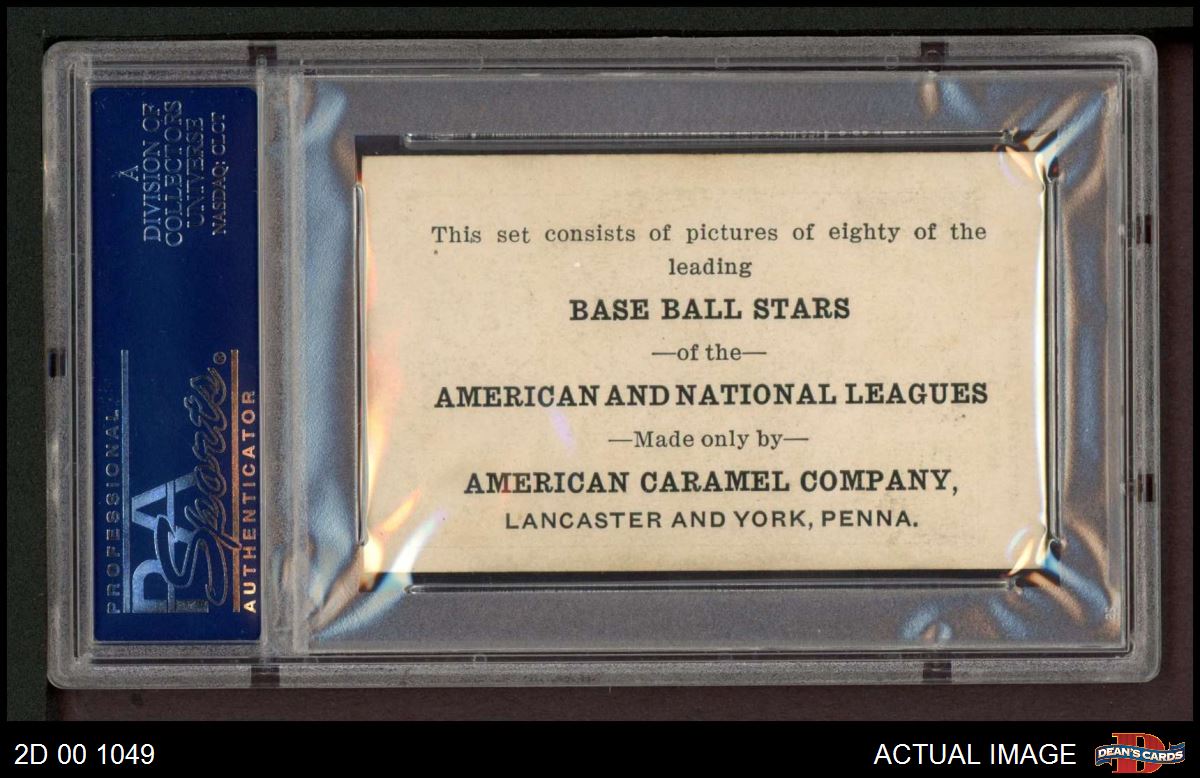 A
DIVISION OF
COLLECTORS
UNIVERSE
NASDAQ: CLCT
PROFESSIONAL
PSA
Sports®
AUTHENTICATOR
This set consists of pictures of eighty of the
leading
BASE BALL STARS
—of the—
AMERICAN AND NATIONAL LEAGUES
—Made only by—
AMERICAN CARAMEL COMPANY,
LANCASTER AND YORK, PENNA.
2D 00 1049
ACTUAL IMAGE
DEAN'S CARDS